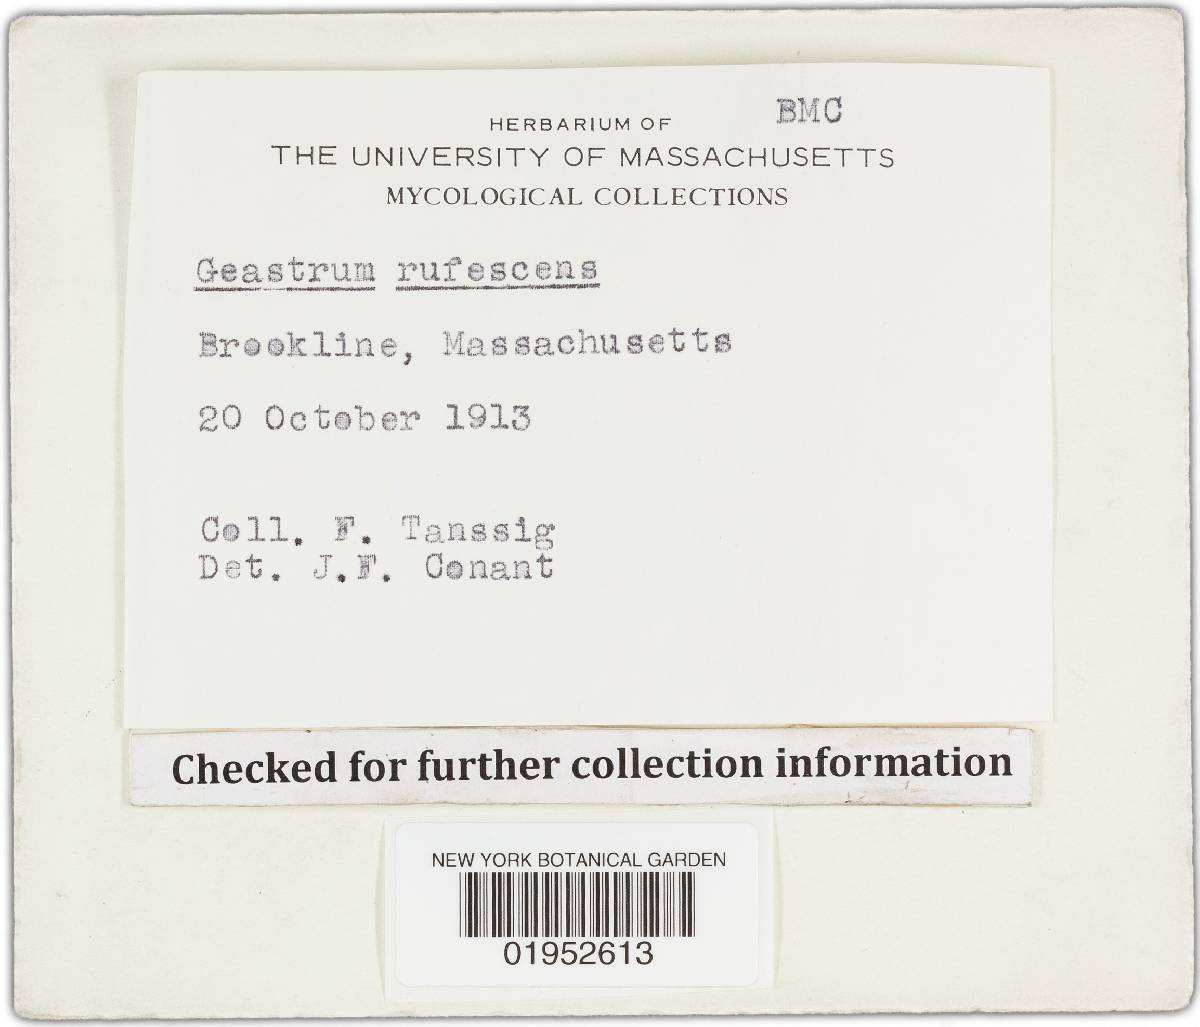 BMC
HERBARIUM OF
THE UNIVERSITY OF MASSACHUSETTS
MYCOLOGICAL COLLECTIONS
Geastrum rufescens
Brookline, Massachusetts
20 October 1913
Coll. F. Tanssig
Det. J.F. Conant
Checked for further collection information
NEW YORK BOTANICAL GARDEN
01952613